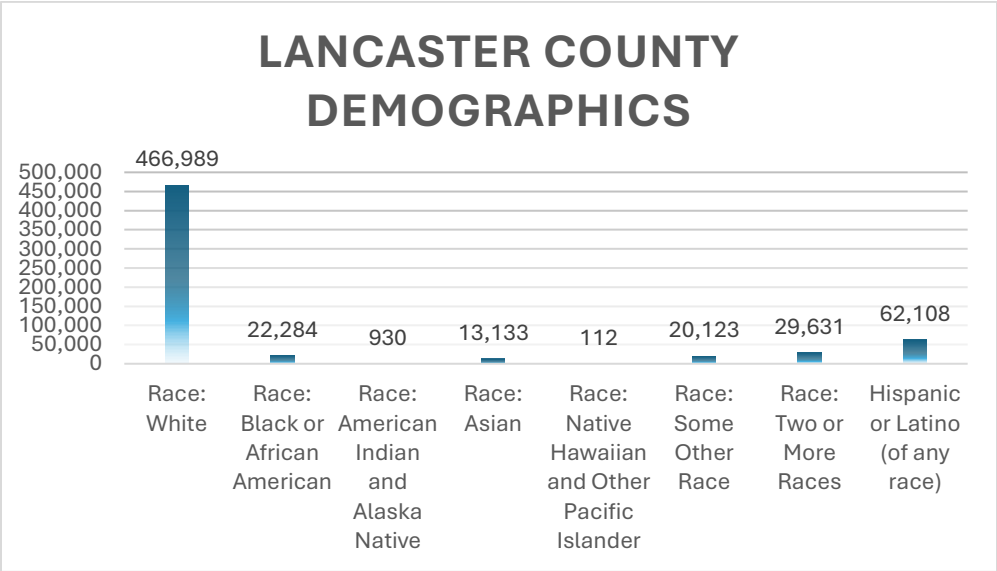 LANCASTER COUNTY
DEMOGRAPHICS
466,989
500,000
450,000
400,000
350,000
300,000
250,000
200,000
150,000
100,000
50,000
0
22,284
930
13,133
112
20,123
29,631
62,108
Race:
White
Race:
Black or
African
American
Race:
American
Indian
and
Alaska
Native
Race:
Asian
Race:
Native
Hawaiian
and Other
Pacific
Islander
Race:
Some
Other
Race
Race:
Two or
More
Races
Hispanic
or Latino
(of any
race)